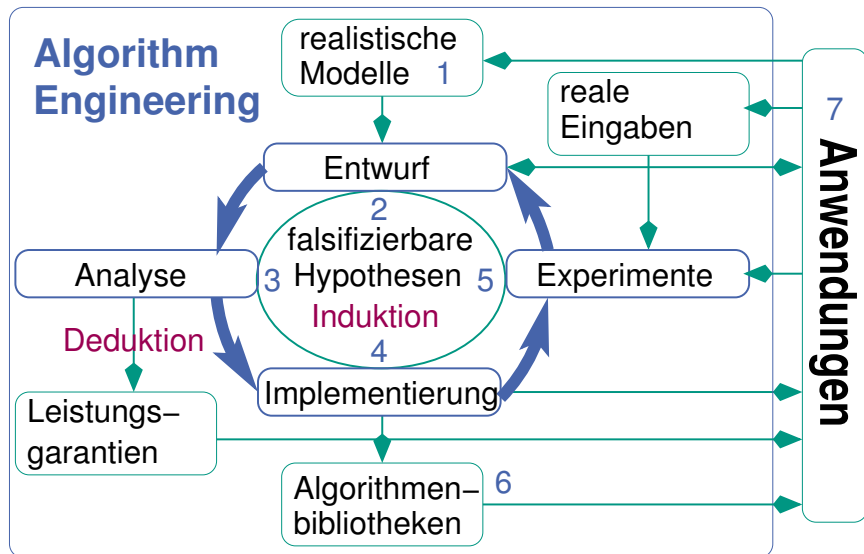 Algorithm
Engineering
realistische
Modelle 1
reale
Eingaben
7
Anwendungen
Entwurf
2
falsifizierbare
Hypothesen
Induktion
3
5
4
Analyse
Experimente
Deduktion
Implementierung
Leistungs–
garantien
Algorithmen–
bibliotheken
6